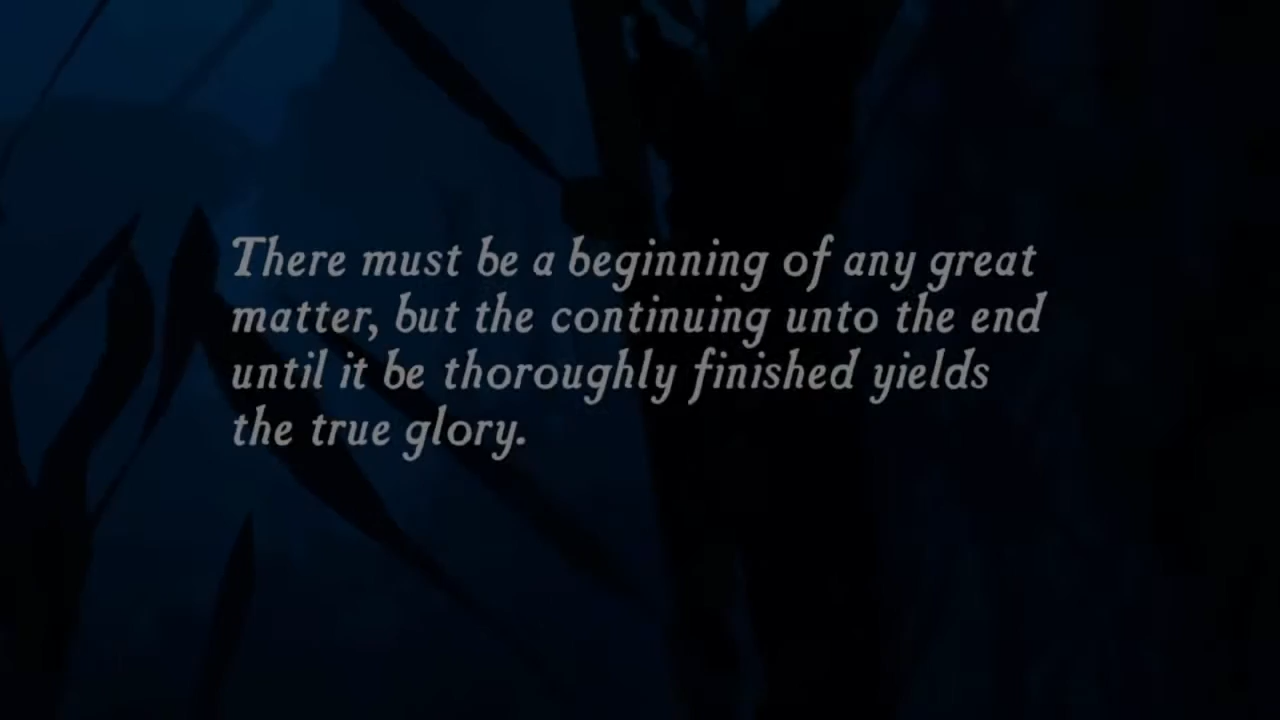 There must be a beginning of any great
matter, but the continuing unto the end
until it be thoroughly finished yields
the true glory.